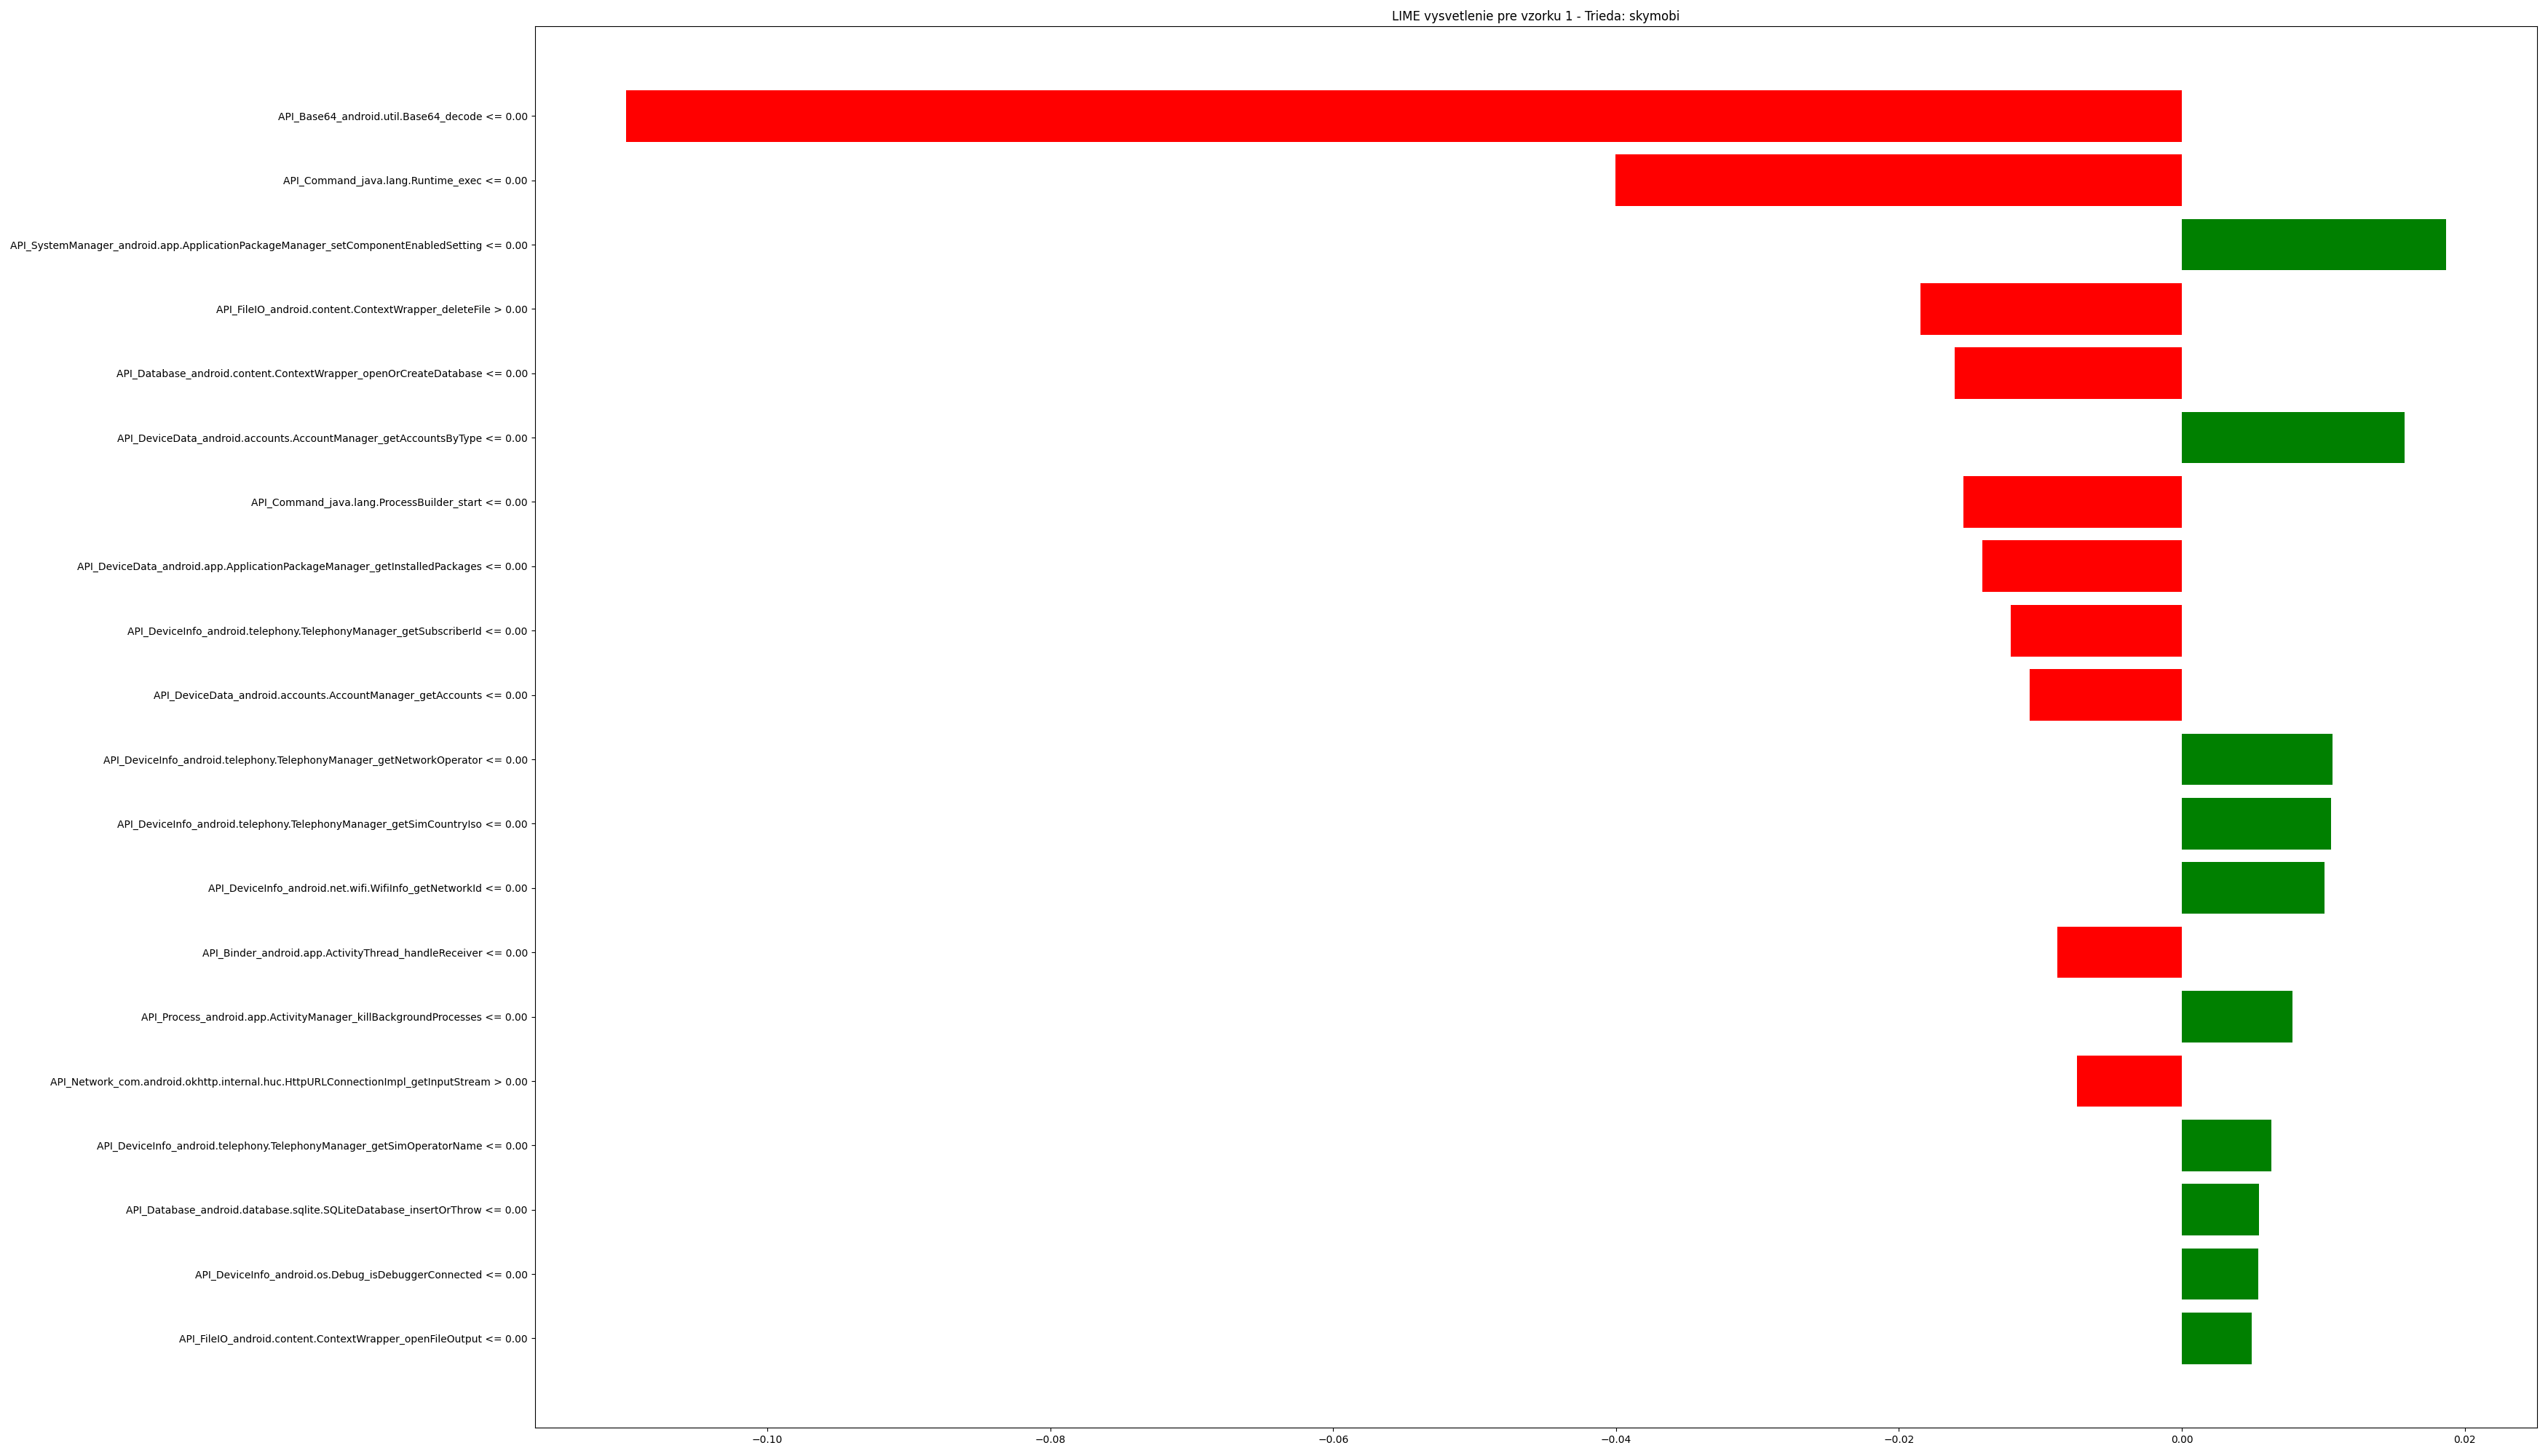 LIME vysvetlenie pre vzorku 1 - Trieda: skymobi
API_Base64_android.util.Base64_decode <= 0.00
API_Command_java.lang.Runtime_exec <= 0.00
API_SystemManager_android.app.ApplicationPackageManager_setComponentEnabledSetting <= 0.00
API_FileIO_android.content.ContextWrapper_deleteFile > 0.00
API_Database_android.content.ContextWrapper_openOrCreateDatabase <= 0.00
API_DeviceData_android.accounts.AccountManager_getAccountsByType <= 0.00
API_Command_java.lang.ProcessBuilder_start <= 0.00
API_DeviceData_android.app.ApplicationPackageManager_getInstalledPackages <= 0.00
API_DeviceInfo_android.telephony.TelephonyManager_getSubscriberId <= 0.00
API_DeviceData_android.accounts.AccountManager_getAccounts <= 0.00
API_DeviceInfo_android.telephony.TelephonyManager_getNetworkOperator <= 0.00
API_DeviceInfo_android.telephony.TelephonyManager_getSimCountryIso <= 0.00
API_DeviceInfo_android.net.wifi.WifiInfo_getNetworkId <= 0.00
API_Binder_android.app.ActivityThread_handleReceiver <= 0.00
API_Process_android.app.ActivityManager_killBackgroundProcesses <= 0.00
API_Network_com.android.okhttp.internal.huc.HttpURLConnectionImpl_getInputStream > 0.00
API_DeviceInfo_android.telephony.TelephonyManager_getSimOperatorName <= 0.00
API_Database_android.database.sqlite.SQLiteDatabase_insertOrThrow <= 0.00
API_DeviceInfo_android.os.Debug_isDebuggerConnected <= 0.00
API_FileIO_android.content.ContextWrapper_openFileOutput <= 0.00
−0.10 −0.08 −0.06 −0.04 −0.02 0.00 0.02